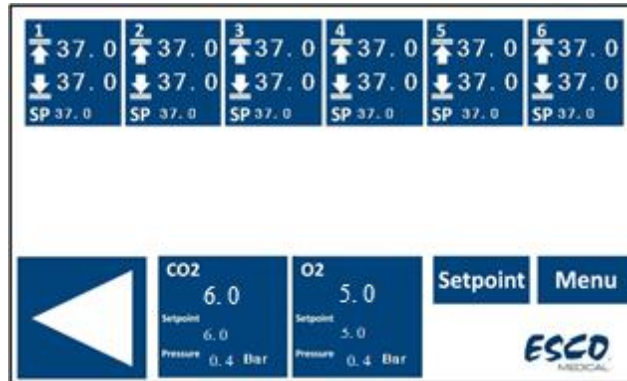 1 2 3 4 5 6
37.0 37.0 37.0 37.0 37.0 37.0
37.0 37.0 37.0 37.0 37.0 37.0
SP 37.0 SP 37.0 SP 37.0 SP 37.0 SP 37.0 SP 37.0
CO2
6.0
Setpoint
6.0
Pressure 0.4 Bar
O2
5.0
Setpoint
5.0
Pressure 0.4 Bar
Setpoint
Menu
ESCO
MEDICAL